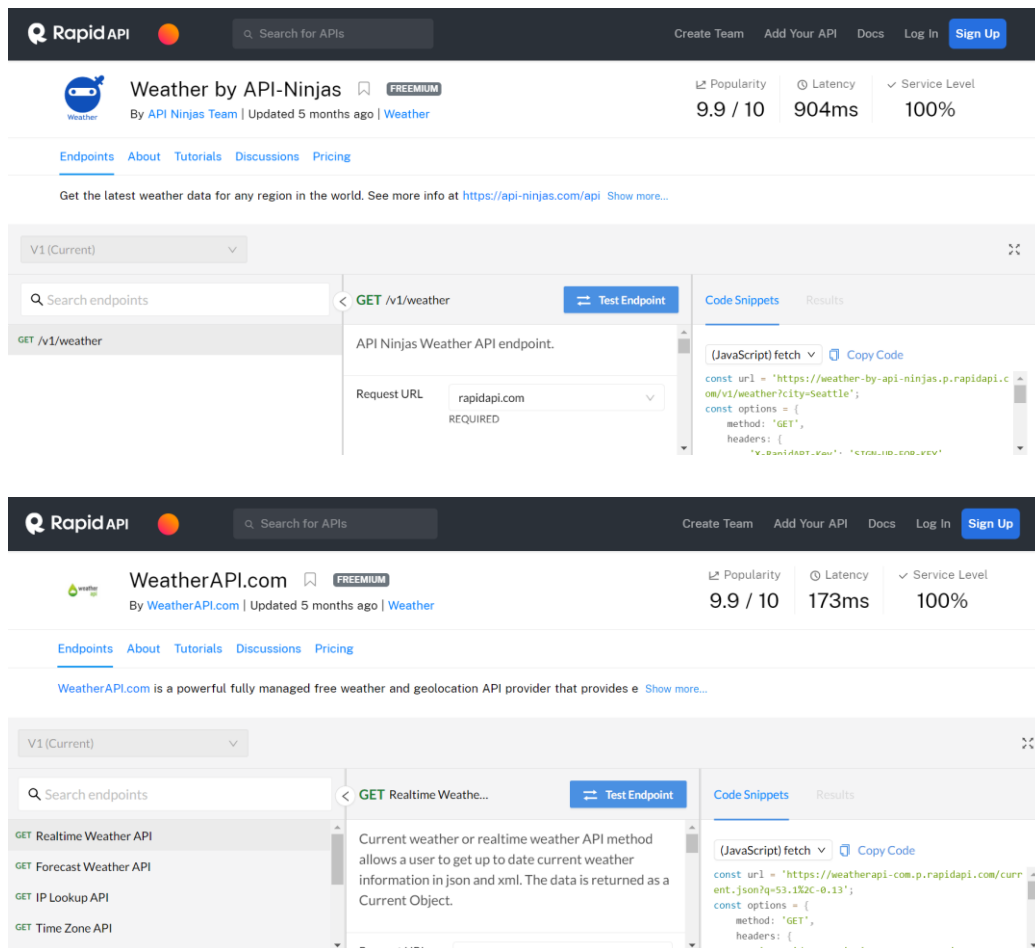 Rapid API
Search for APIs
Create Team Add Your API Docs Log In Sign Up
Weather
Weather by API-Ninjas FREEMIUM
By API Ninjas Team | Updated 5 months ago | Weather
Popularity Latency Service Level
9.9 / 10 904ms 100%
Endpoints About Tutorials Discussions Pricing
Get the latest weather data for any region in the world. See more info at https://api-ninjas.com/api Show more...
V1 (Current)
Search endpoints
GET /v1/weather
GET /v1/weather
Test Endpoint
API Ninjas Weather API endpoint.
Request URL
rapidapi.com
REQUIRED
Code Snippets Results
(JavaScript) fetch Copy Code
const url = 'https://weather-by-api-ninjas.p.rapidapi.c
om/v1/weather?city=Seattle';
const options = {
method: 'GET',
headers: {
'X-RapidAPI-Key': 'SIGN-UP-FOR-KEY'
Rapid API
Search for APIs
Create Team Add Your API Docs Log In Sign Up
weather
api
WeatherAPI.com FREEMIUM
By WeatherAPI.com | Updated 5 months ago | Weather
Popularity Latency Service Level
9.9 / 10 173ms 100%
Endpoints About Tutorials Discussions Pricing
WeatherAPI.com is a powerful fully managed free weather and geolocation API provider that provides e Show more...
V1 (Current)
Search endpoints
GET Realtime Weather API
GET Forecast Weather API
GET IP Lookup API
GET Time Zone API
GET Realtime Weathe...
Test Endpoint
Current weather or realtime weather API method
allows a user to get up to date current weather
information in json and xml. The data is returned as a
Current Object.
Code Snippets Results
(JavaScript) fetch Copy Code
const url = 'https://weatherapi-com.p.rapidapi.com/curr
ent.json?q=53.1%2C-0.13';
const options = {
method: 'GET',
headers: {